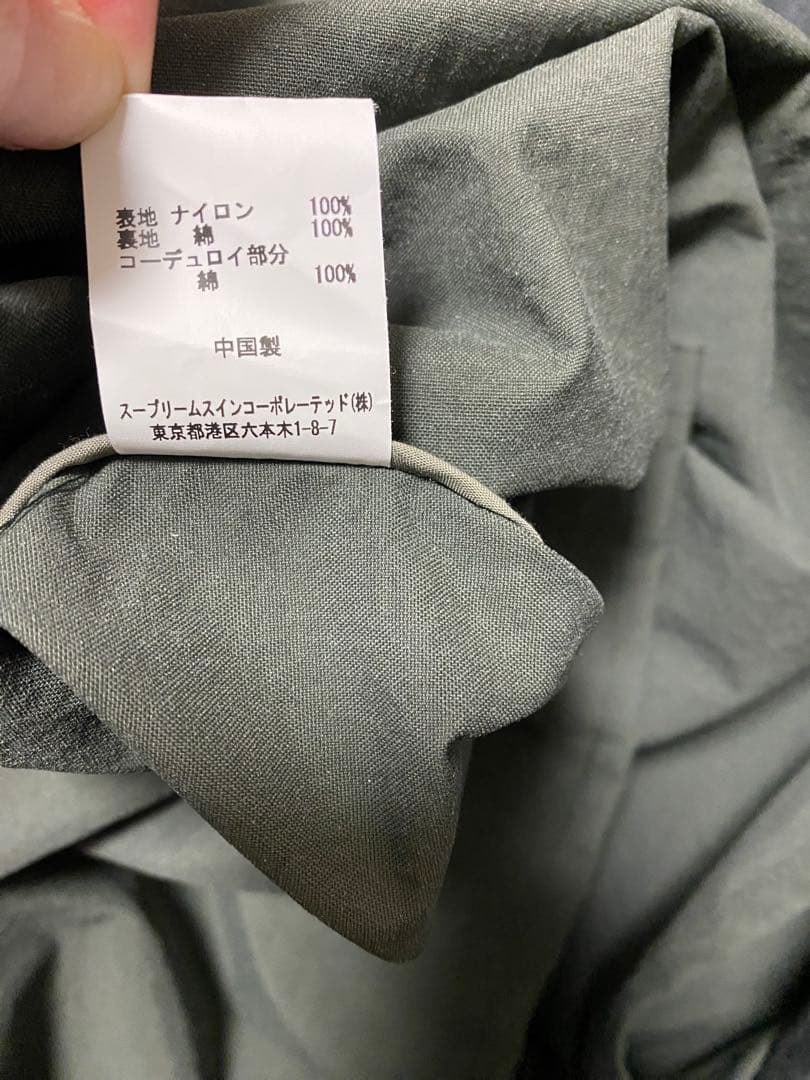 表地 ナイロン 100%
裏地 綿 100%
コーデュロイ部分
綿 100%
中国製
スープリームスインコーポレーテッド(株)
東京都港区六本木1-8-7